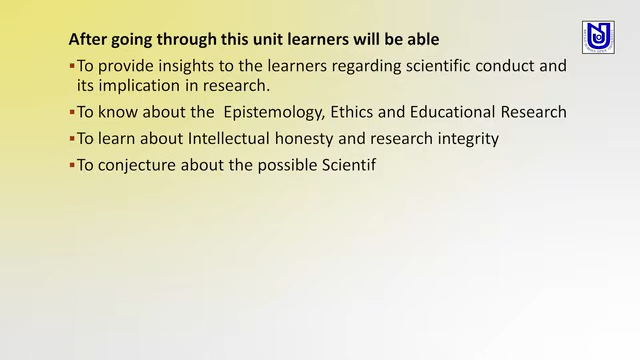 After going through this unit learners will be able
▪To provide insights to the learners regarding scientific conduct and
its implication in research.
▪To know about the Epistemology, Ethics and Educational Research
▪To learn about Intellectual honesty and research integrity
▪To conjecture about the possible Scientif